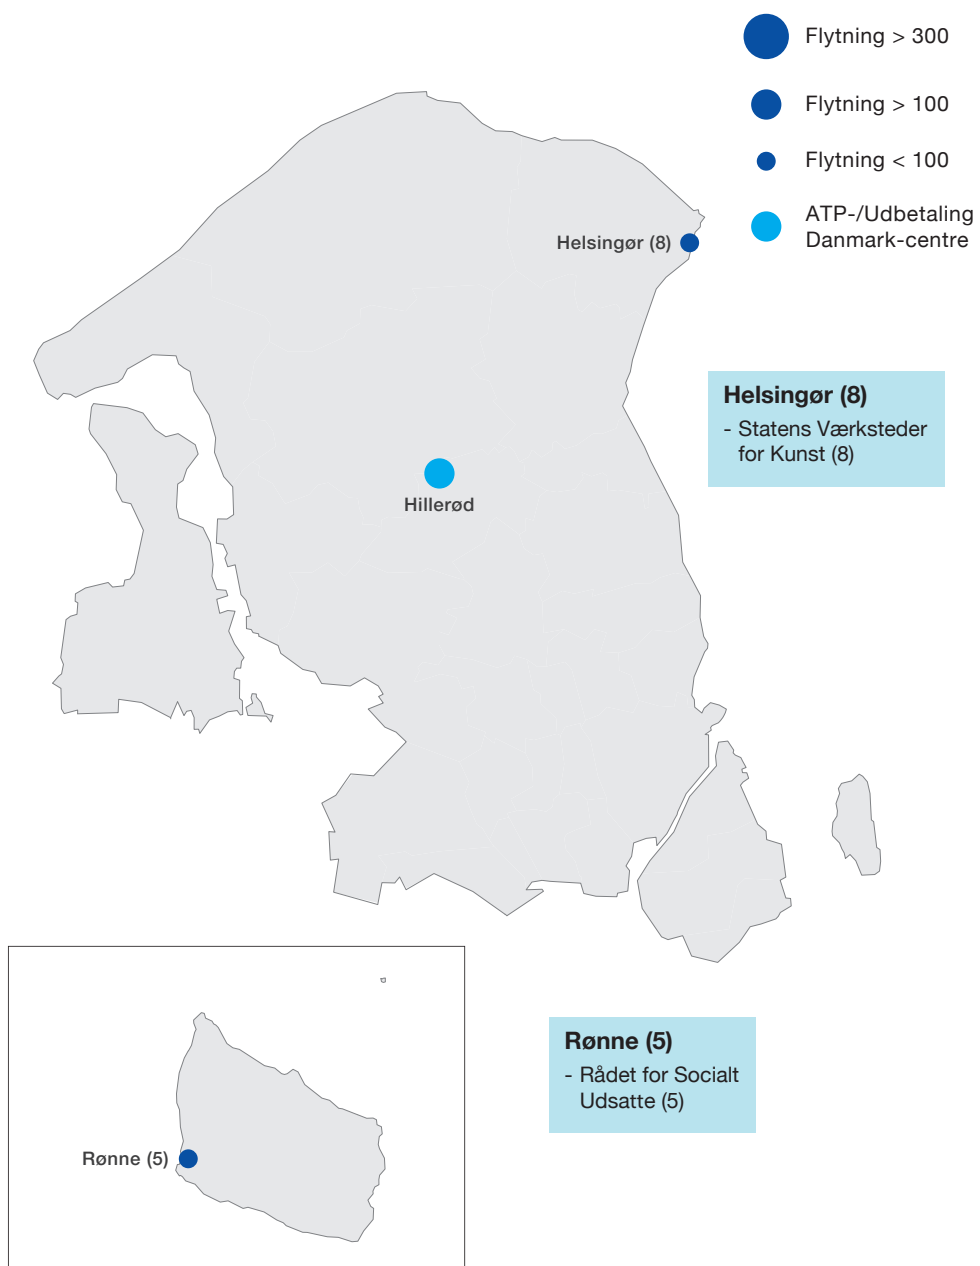 Flytning > 300
Flytning > 100
Flytning < 100
ATP-/Udbetaling
Danmark-centre
Helsingør (8)
Helsingør (8)
- Statens Værksteder
for Kunst (8)
Hillerød
Rønne (5)
- Rådet for Socialt
Udsatte (5)
Rønne (5)